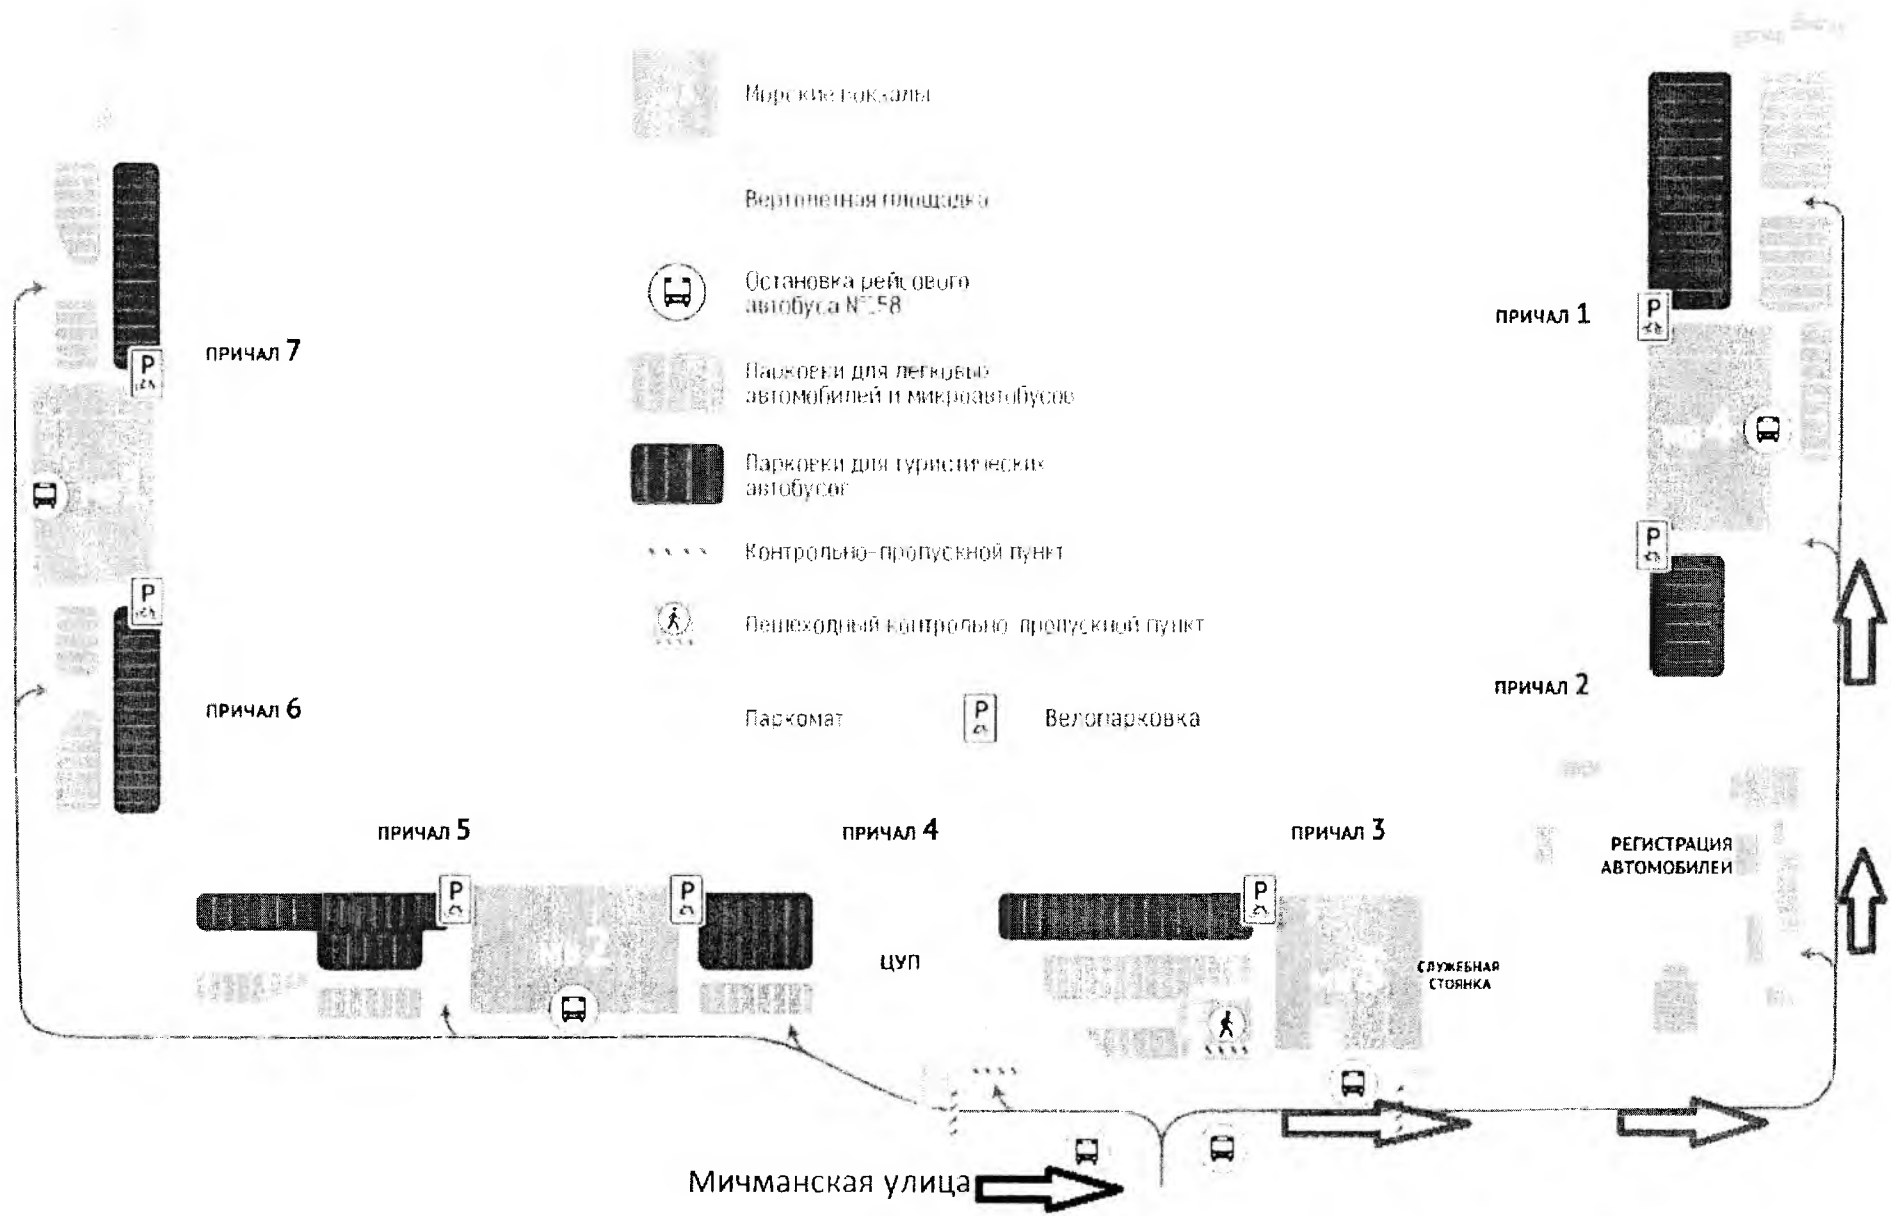 Морские вокзалы
Вертолетная площадка
Остановка рейсового
автобуса №158
Парковки для легковых
автомобилей и микроавтобусов
Парковки для туристических
автобусов
Контрольно-пропускной пункт
Пешеходный контрольно-пропускной пункт
Паркомат
P
Велопарковка
ПРИЧАЛ 7
P
P
ПРИЧАЛ 6
ПРИЧАЛ 1
P
P
ПРИЧАЛ 2
ПРИЧАЛ 5
ПРИЧАЛ 4
ПРИЧАЛ 3
РЕГИСТРАЦИЯ
АВТОМОБИЛЕЙ
P
P
P
№2
ЦУП
СЛУЖЕБНАЯ
СТОЯНКА
Мичманская улица